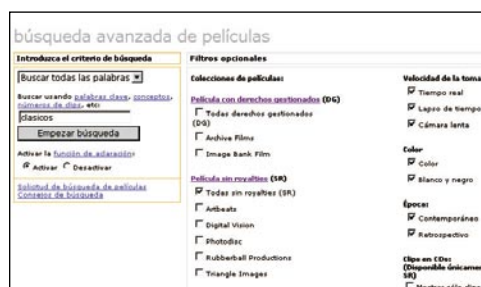 búsqueda avanzada de películas
Introduzca el criterio de búsqueda
Buscar todas las palabras
Buscar usando palabras clave, conceptos,
números de clips, etc:
clasicos
Empezar búsqueda
Activar la función de aclaración:
Activar Desactivar
Solicitud de búsqueda de películas
Consejos de búsqueda
Filtros opcionales
Colecciones de películas:
Película con derechos gestionados (DG)
Todas derechos gestionados
(DG)
Archive Films
Image Bank Film
Película sin royalties (SR)
Todas sin royalties (SR)
Artbeats
Digital Vision
Photodisc
Rubberball Productions
Triangle Images
Velocidad de la toma
Tiempo real
Lapso de tiempo
Cámara lenta
Color
Color
Blanco y negro
Época:
Contemporáneo
Retrospectivo
Clips en CDs:
(Disponible únicamen
SR)